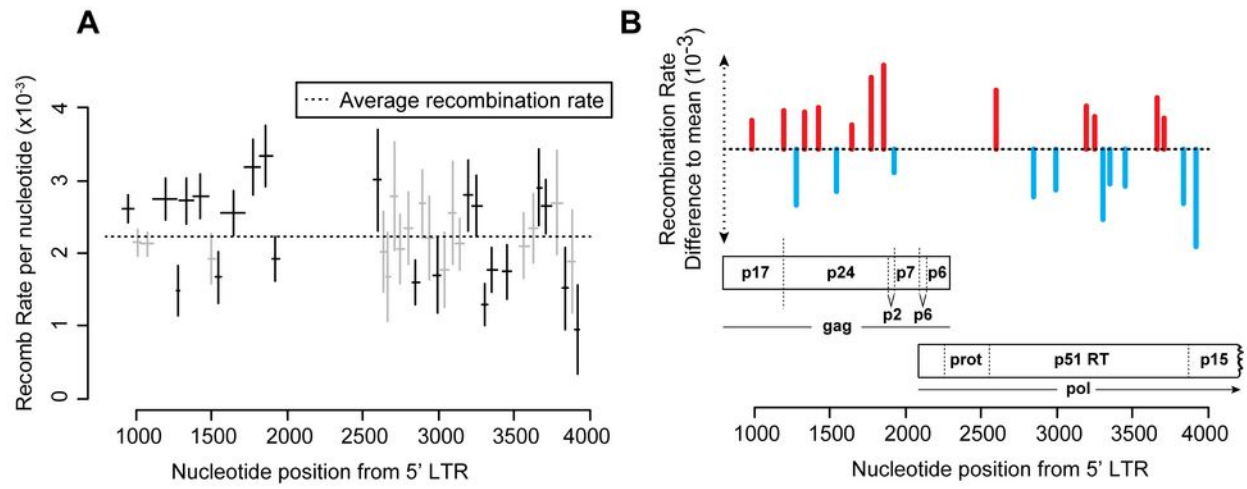 A
Recomb Rate per nucleotide (x10-3)
4
3
2
1
0
Average recombination rate
1000 1500 2000 2500 3000 3500 4000
Nucleotide position from 5' LTR
B
Recombination Rate
Difference to mean (10-3)
p17 p24 p7 p6
p2 p6
gag
prot p51 RT p15
pol
1000 1500 2000 2500 3000 3500 4000
Nucleotide position from 5' LTR